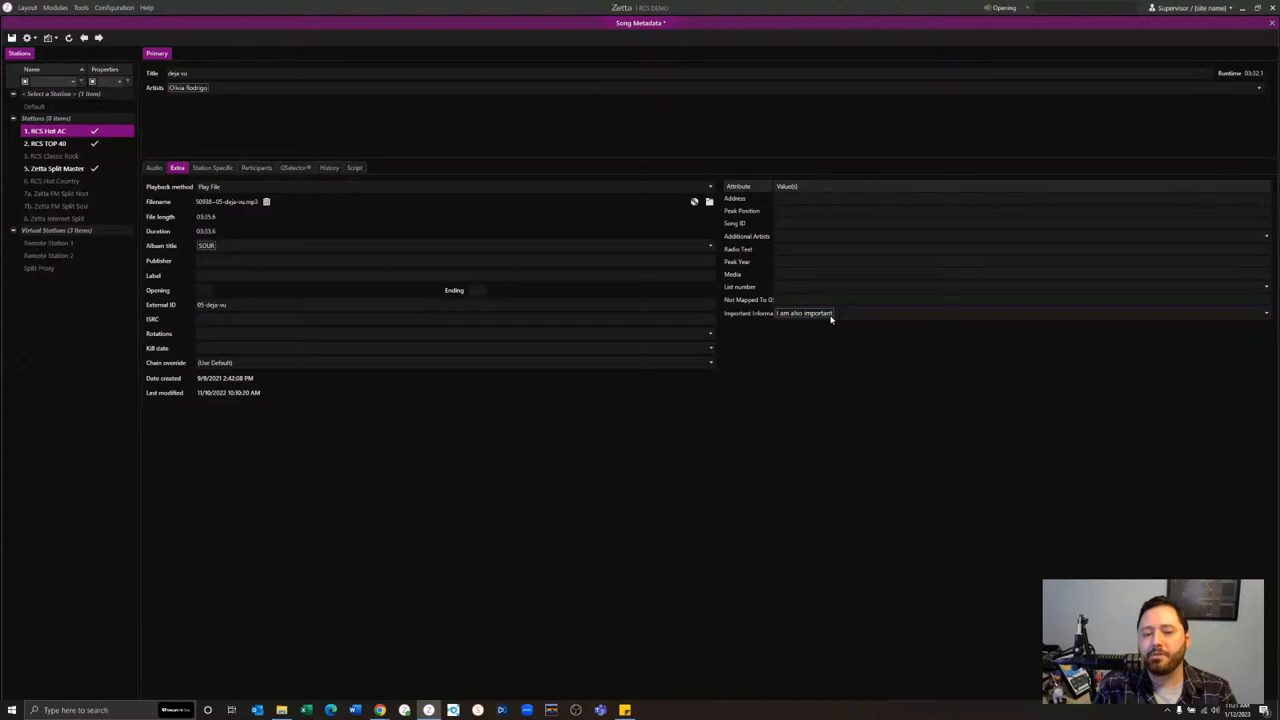 Layout Modules Tools Configuration Help
Zetta | RCS DEMO
Opening
Supervisor / (site name)
Song Metadata *
Stations
Name Properties
< Select a Station > (1 item)
Default
Stations (8 items)
1. RCS Hot AC
2. RCS TOP 40
3. RCS Classic Rock
5. Zetta Split Master
6. RCS Hot Country
7a. Zetta FM Split Nort
7b. Zetta FM Split Sou
8. Zetta Internet Split
Virtual Stations (3 items)
Remote Station 1
Remote Station 2
Split Proxy
Primary
Title deja vu Runtime 03:32.1
Artists Olivia Rodrigo
Audio Extra Station Specific Participants GSelector® History Script
Playback method Play File
Filename 50938~05-deja-vu.mp3
File length 03:35.6
Duration 03:33.6
Album title SOUR
Publisher
Label
Opening Ending
External ID 05-deja-vu
ISRC
Rotations
Kill date
Chain override (Use Default)
Date created 9/9/2021 2:42:08 PM
Last modified 11/10/2022 10:10:20 AM
Attribute Value(s)
Address
Peak Position
Song ID
Additional Artists
Radio Text
Peak Year
Media
List number
Not Mapped To GS
Important Informa I am also important
Type here to search
1/12/2023